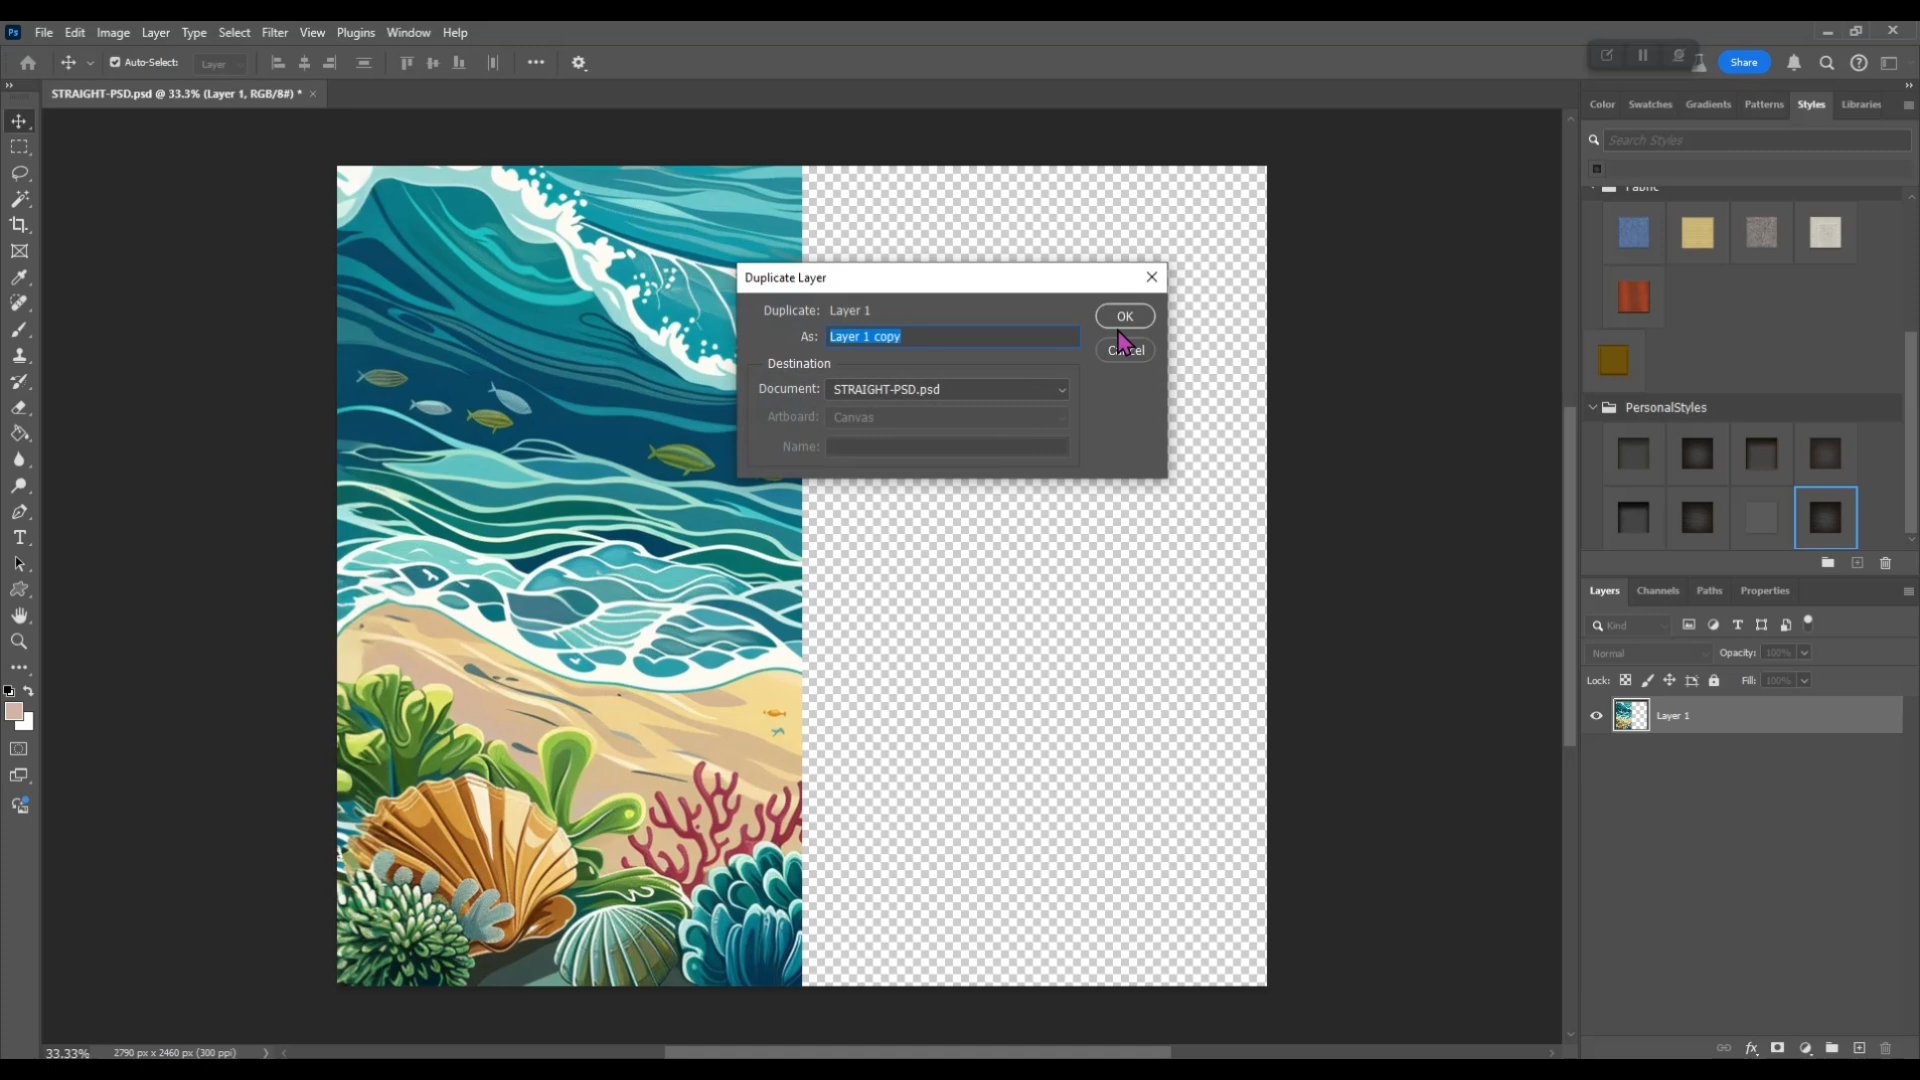 Ps File Edit Image Layer Type Select Filter View Plugins Window Help
Auto-Select: Layer Share
STRAIGHT-PSD.psd @ 33.3% (Layer 1, RGB/8#) * ×
Color Swatches Gradients Patterns Styles Libraries
Search Styles
Fabric
Duplicate Layer
Duplicate: Layer 1
OK
As: Layer 1 copy
Cancel
Destination
Document: STRAIGHT-PSD.psd
Artboard: Canvas
Name:
PersonalStyles
Layers Channels Paths Properties
Kind
Normal Opacity: 100%
Lock: Fill: 100%
Layer 1
33.33% 2790 px x 2460 px (300 ppi)